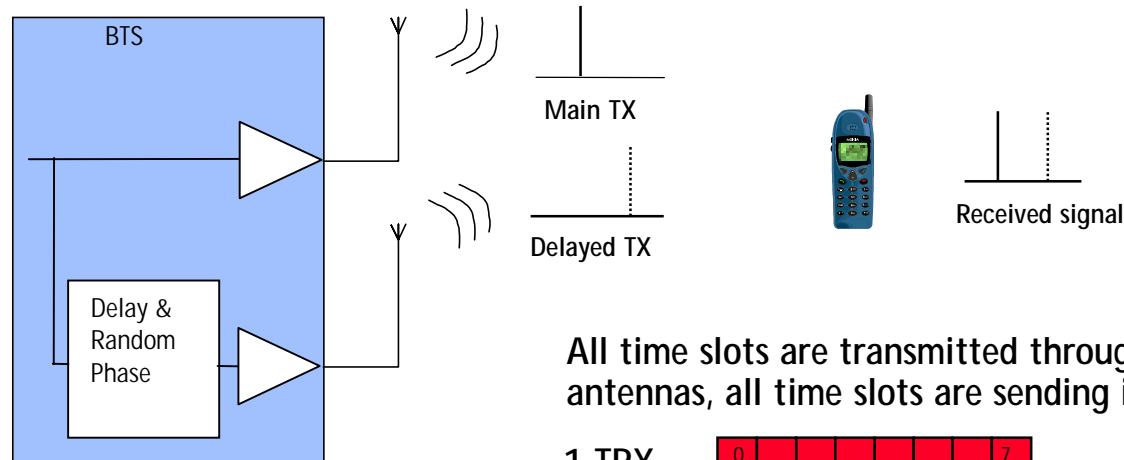 BTS
Main TX
Delayed TX
Delay &
Random
Phase
NOKIA
Received signal
All time slots are transmitted throug
antennas, all time slots are sending i
1 TRX
0 7